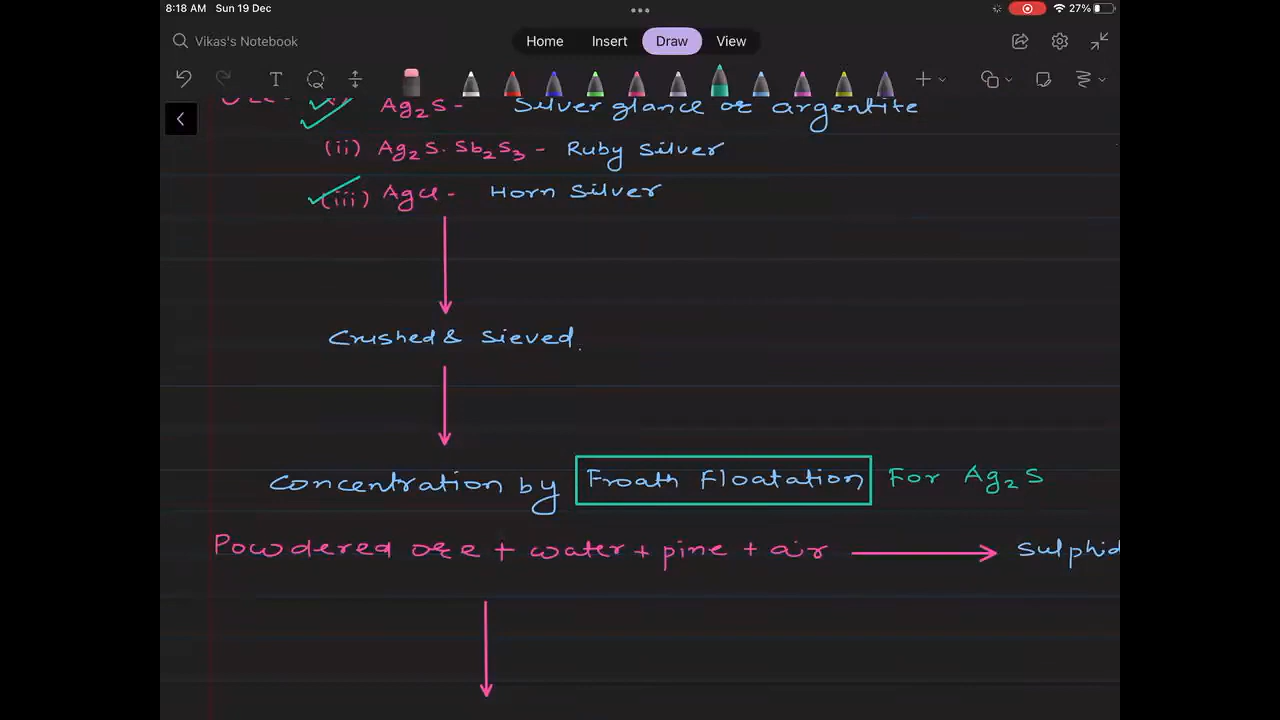 8:18 AM Sun 19 Dec
27%
Vikas's Notebook
Home Insert Draw View
Ag2S - Silver glance or argentite
(ii) Ag2S. Sb2S3 - Ruby Silver
(iii) AgCl - Horn Silver
Crushed & Sieved.
Concentration by Froath Floatation For Ag2S
Powdered ore + water + pine + air → Sulphid